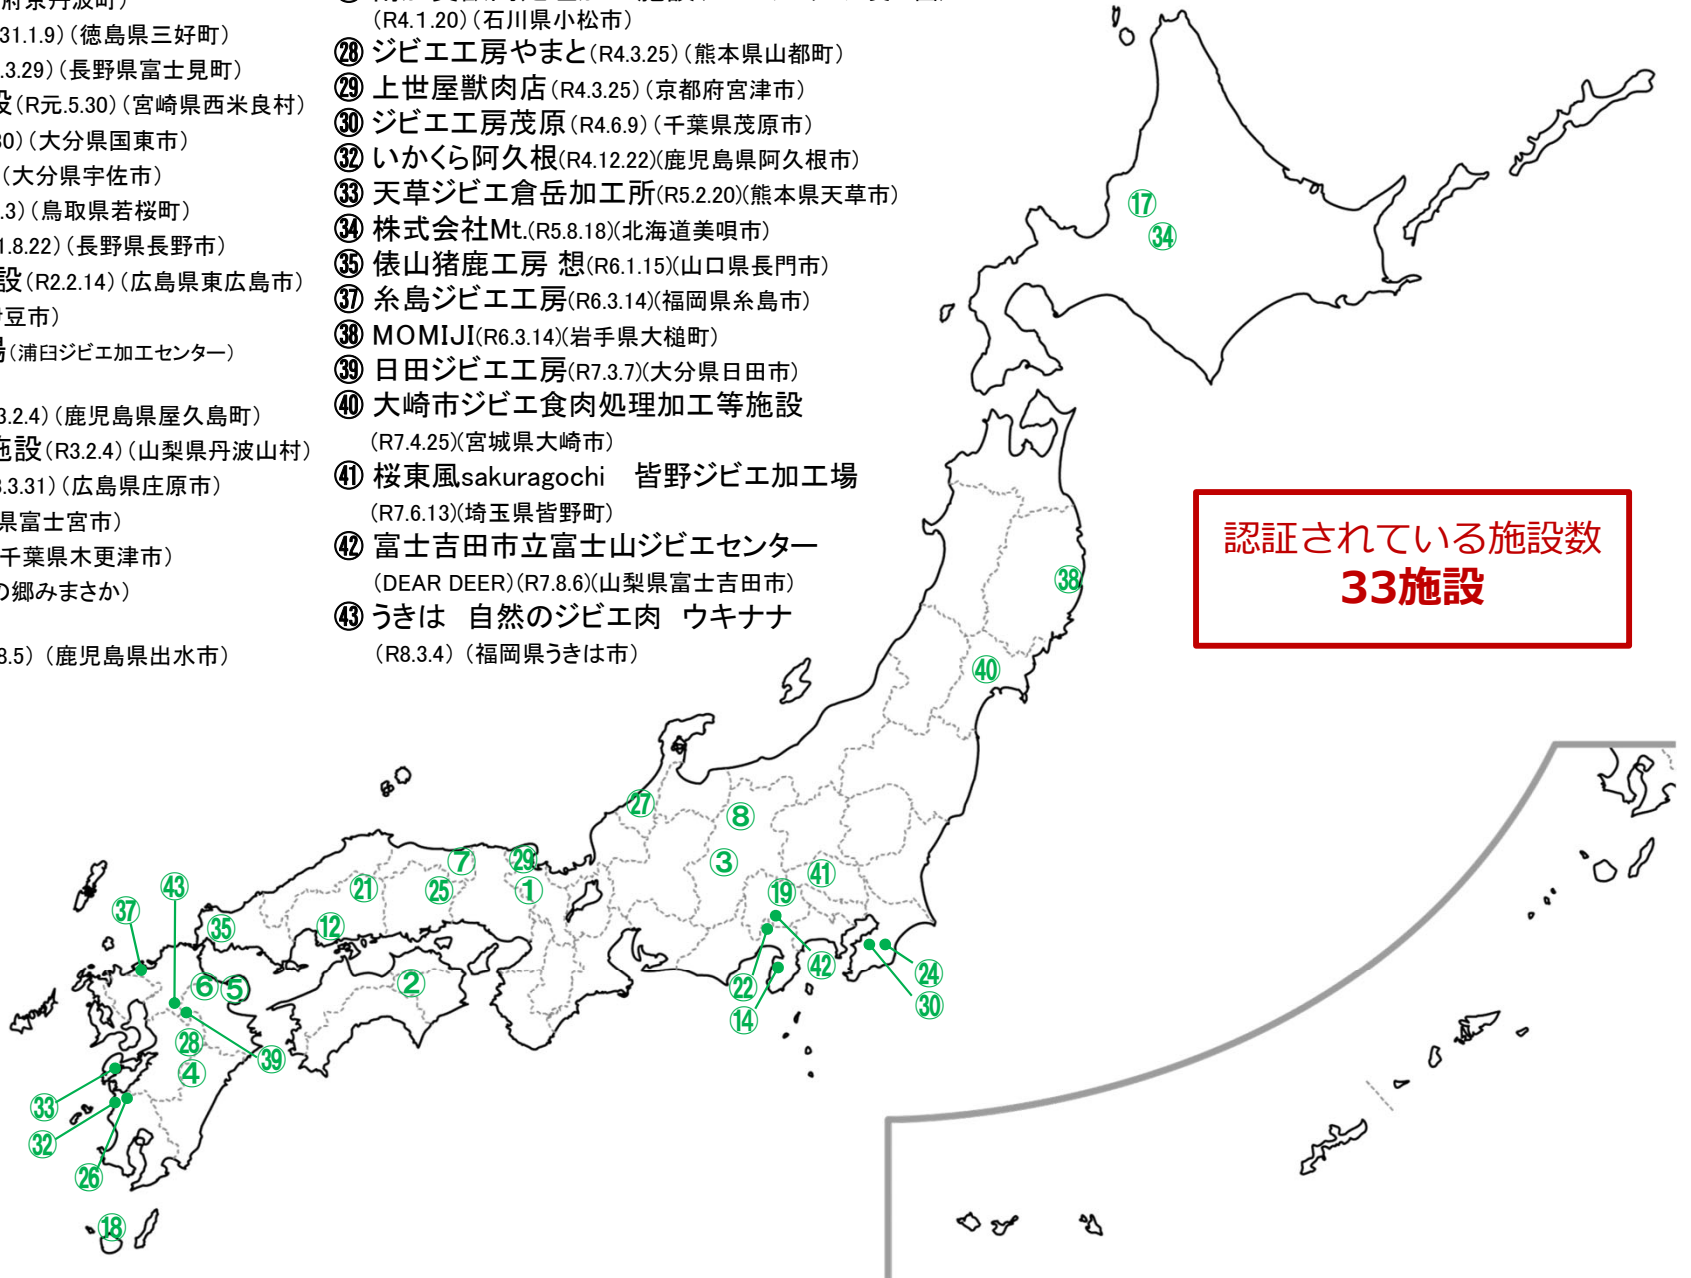 府京丹波町)
31.1.9)(徳島県三好町)
.3.29)(長野県富士見町)
設(R元.5.30)(宮崎県西米良村)
30)(大分県国東市)
(大分県宇佐市)
.3)(鳥取県若桜町)
1.8.22)(長野県長野市)
設(R2.2.14)(広島県東広島市)
豆市)
場(浦臼ジビエ加工センター)
3.2.4)(鹿児島県屋久島町)
施設(R3.2.4)(山梨県丹波山村)
3.3.31)(広島県庄原市)
県富士宮市)
千葉県木更津市)
の郷みまさか)
8.5)(鹿児島県出水市)
(R4.1.20)(石川県小松市)
㉘ ジビエ工房やまと(R4.3.25)(熊本県山都町)
㉙ 上世屋獣肉店(R4.3.25)(京都府宮津市)
㉚ ジビエ工房茂原(R4.6.9)(千葉県茂原市)
㉜ いかくら阿久根(R4.12.22)(鹿児島県阿久根市)
㉝ 天草ジビエ倉岳加工所(R5.2.20)(熊本県天草市)
㉞ 株式会社Mt.(R5.8.18)(北海道美唄市)
㉟ 俵山猪鹿工房 想(R6.1.15)(山口県長門市)
㊲ 糸島ジビエ工房(R6.3.14)(福岡県糸島市)
㊳ MOMIJI(R6.3.14)(岩手県大槌町)
㊴ 日田ジビエ工房(R7.3.7)(大分県日田市)
㊵ 大崎市ジビエ食肉処理加工等施設
(R7.4.25)(宮城県大崎市)
㊶ 桜東風sakuragochi 皆野ジビエ加工場
(R7.6.13)(埼玉県皆野町)
㊷ 富士吉田市立富士山ジビエセンター
(DEAR DEER)(R7.8.6)(山梨県富士吉田市)
㊸ うきは 自然のジビエ肉 ウキナナ
(R8.3.4) (福岡県うきは市)
認証されている施設数
33施設
⑰
㉞
㊳
㊵
㉗
⑧
③
㊶
⑲
㊷
㉒
⑭
㉔
㉚
⑦
㉙
①
㉕
㉑
⑫
㉟
㊸
㊲
⑥
⑤
②
㉘
④
㊴
㉝
㉜
㉖
⑱